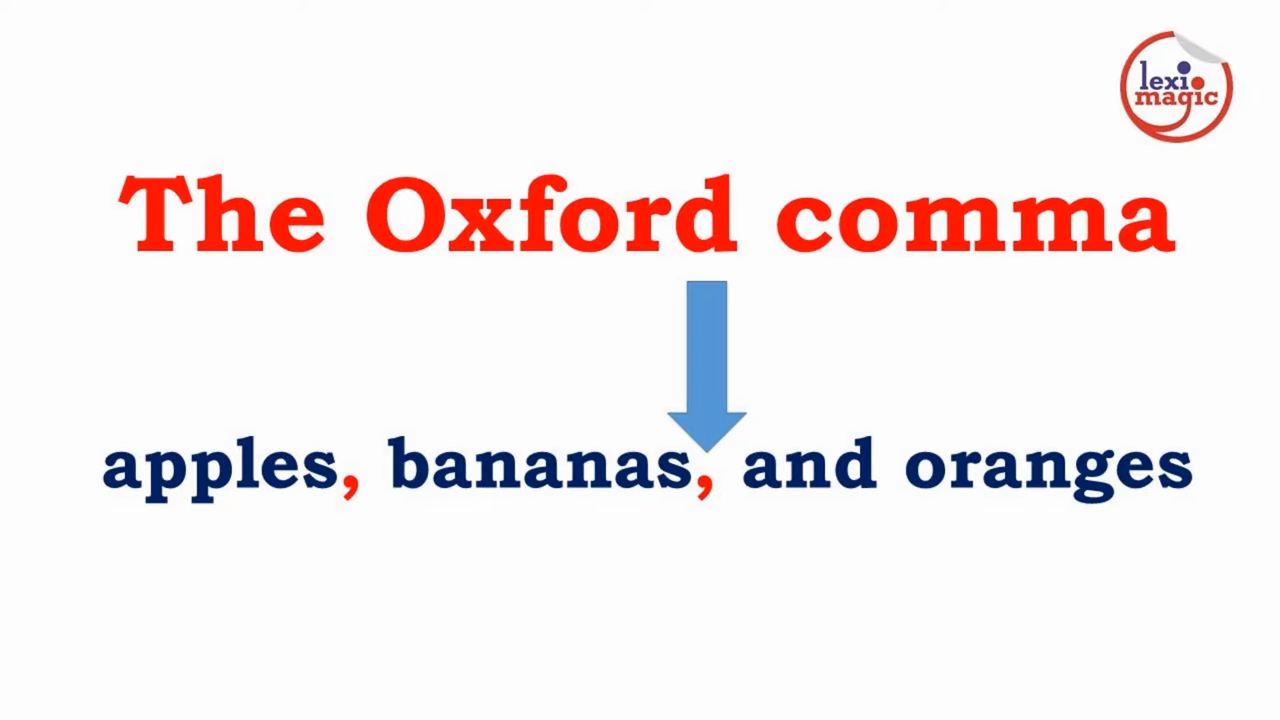 lexi
magic
The Oxford comma
apples, bananas, and oranges